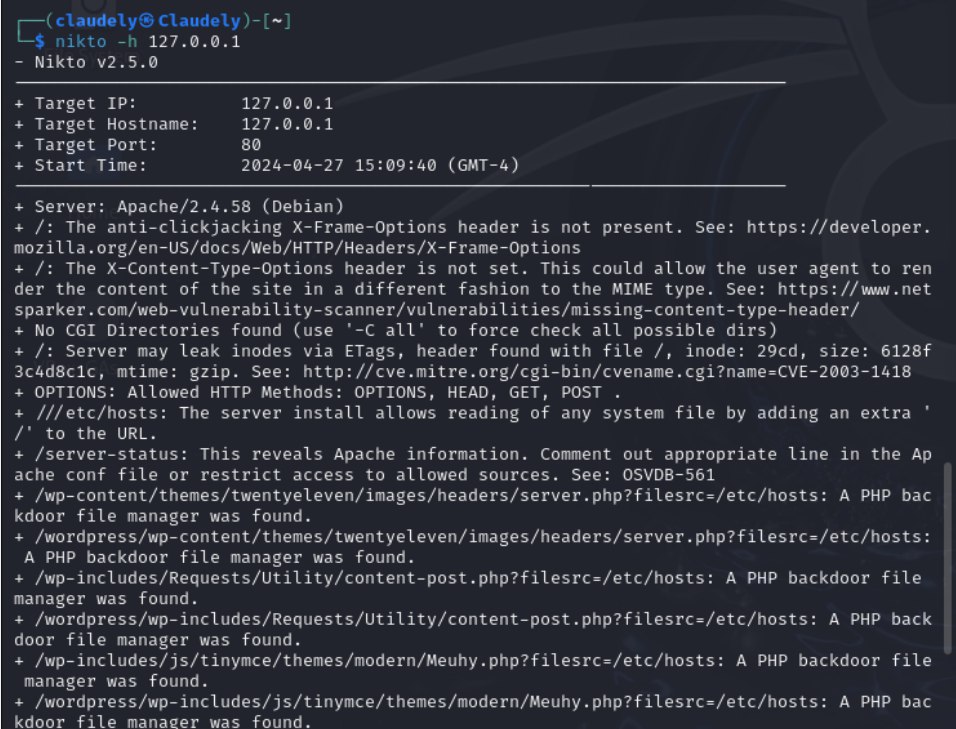 ┌──(claudely㉿Claudely)-[~]
└─$ nikto -h 127.0.0.1
- Nikto v2.5.0
---------------------------------------------------------------------------
+ Target IP:          127.0.0.1
+ Target Hostname:    127.0.0.1
+ Target Port:        80
+ Start Time:         2024-04-27 15:09:40 (GMT-4)
---------------------------------------------------------------------------
+ Server: Apache/2.4.58 (Debian)
+ /: The anti-clickjacking X-Frame-Options header is not present. See: https://developer.
mozilla.org/en-US/docs/Web/HTTP/Headers/X-Frame-Options
+ /: The X-Content-Type-Options header is not set. This could allow the user agent to ren
der the content of the site in a different fashion to the MIME type. See: https://www.net
sparker.com/web-vulnerability-scanner/vulnerabilities/missing-content-type-header/
+ No CGI Directories found (use '-C all' to force check all possible dirs)
+ /: Server may leak inodes via ETags, header found with file /, inode: 29cd, size: 6128f
3c4d8c1c, mtime: gzip. See: http://cve.mitre.org/cgi-bin/cvename.cgi?name=CVE-2003-1418
+ OPTIONS: Allowed HTTP Methods: OPTIONS, HEAD, GET, POST .
+ ///etc/hosts: The server install allows reading of any system file by adding an extra '
/' to the URL.
+ /server-status: This reveals Apache information. Comment out appropriate line in the Ap
ache conf file or restrict access to allowed sources. See: OSVDB-561
+ /wp-content/themes/twentyeleven/images/headers/server.php?filesrc=/etc/hosts: A PHP bac
kdoor file manager was found.
+ /wordpress/wp-content/themes/twentyeleven/images/headers/server.php?filesrc=/etc/hosts:
 A PHP backdoor file manager was found.
+ /wp-includes/Requests/Utility/content-post.php?filesrc=/etc/hosts: A PHP backdoor file 
manager was found.
+ /wordpress/wp-includes/Requests/Utility/content-post.php?filesrc=/etc/hosts: A PHP back
door file manager was found.
+ /wp-includes/js/tinymce/themes/modern/Meuhy.php?filesrc=/etc/hosts: A PHP backdoor file
 manager was found.
+ /wordpress/wp-includes/js/tinymce/themes/modern/Meuhy.php?filesrc=/etc/hosts: A PHP bac
kdoor file manager was found.